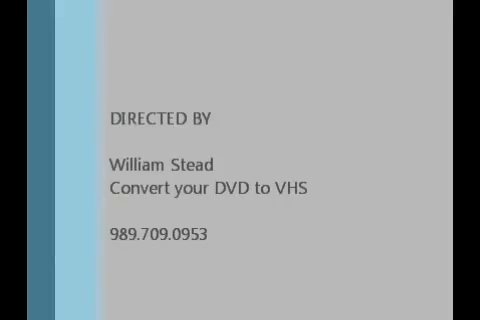 DIRECTED BY
William Stead
Convert your DVD to VHS
989.709.0953